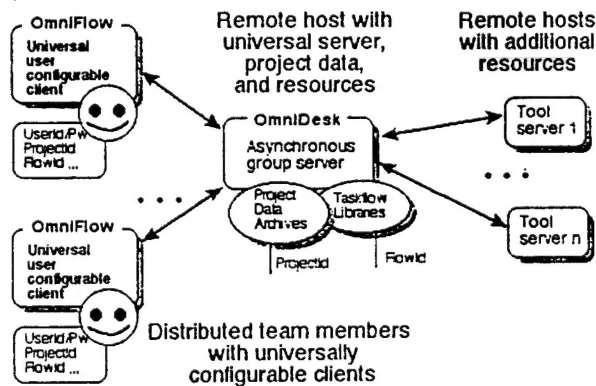 OmniFlow
Universal
user
configurable
client
UserId/Pw
ProjectId
FlowId ...
Remote host with
universal server,
project data,
and resources
Remote hosts
with additional
resources
OmniDesk
Asynchronous
group server
Project
Data
Archives
Taskflow
Libraries
ProjectId
FlowId
Tool
server 1
. . .
Tool
server n
. . .
OmniFlow
Universal
user
configurable
client
UserId/Pw
ProjectId
FlowId ...
Distributed team members
with universally
configurable clients